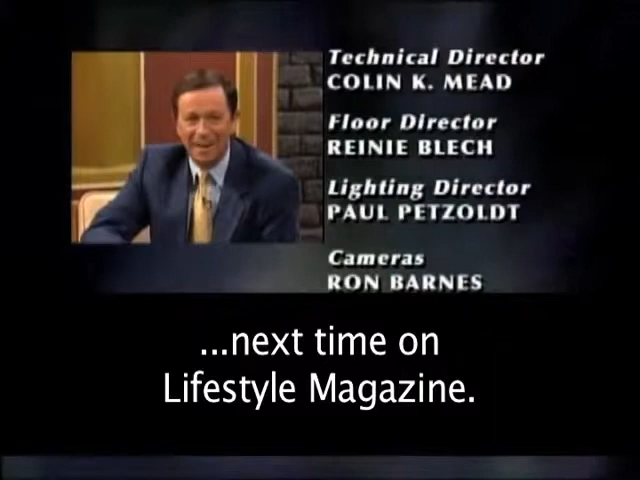 Technical Director
COLIN K. MEAD
Floor Director
REINIE BLECH
Lighting Director
PAUL PETZOLDT
Cameras
RON BARNES
...next time on
Lifestyle Magazine.